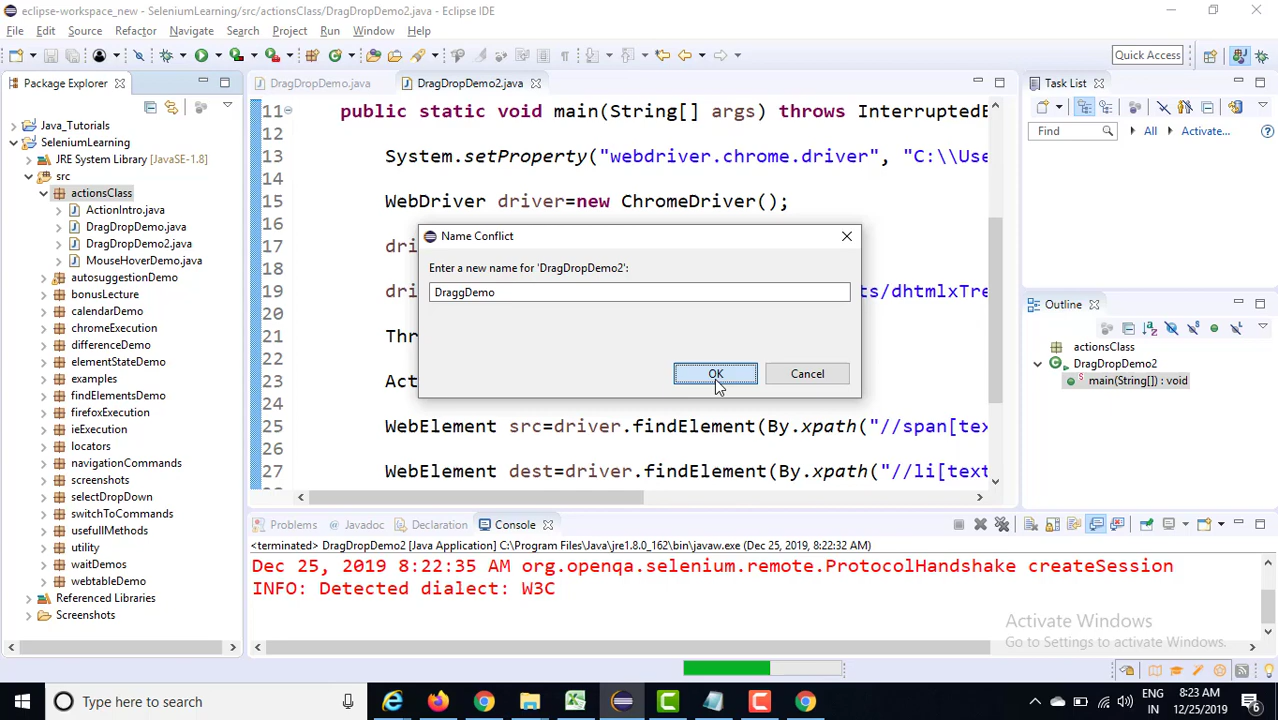 eclipse-workspace_new - SeleniumLearning/src/actionsClass/DragDropDemo2.java - Eclipse IDE
File Edit Source Refactor Navigate Search Project Run Window Help
Quick Access
Package Explorer
Java_Tutorials
SeleniumLearning
JRE System Library [JavaSE-1.8]
src
actionsClass
ActionIntro.java
DragDropDemo.java
DragDropDemo2.java
MouseHoverDemo.java
autosuggestionDemo
bonusLecture
calendarDemo
chromeExecution
differenceDemo
elementStateDemo
examples
findElementsDemo
firefoxExecution
ieExecution
locators
navigationCommands
screenshots
selectDropDown
switchToCommands
usefullMethods
utility
waitDemos
webtableDemo
Referenced Libraries
Screenshots
DragDropDemo.java DragDropDemo2.java
11 public static void main(String[] args) throws InterruptedE
12
13 System.setProperty("webdriver.chrome.driver", "C:\\Use
14
15 WebDriver driver=new ChromeDriver();
16
17 dri
18
19 dri ts/dhtmlxTre
20
21 Thr
22
23 Act
24
25 WebElement src=driver.findElement(By.xpath("//span[tex
26
27 WebElement dest=driver.findElement(By.xpath("//li[text
Name Conflict
Enter a new name for 'DragDropDemo2':
DraggDemo
OK Cancel
Task List
Find All Activate...
Outline
actionsClass
DragDropDemo2
main(String[]) : void
Problems Javadoc Declaration Console
<terminated> DragDropDemo2 [Java Application] C:\Program Files\Java\jre1.8.0_162\bin\javaw.exe (Dec 25, 2019, 8:22:32 AM)
Dec 25, 2019 8:22:35 AM org.openqa.selenium.remote.ProtocolHandshake createSession
INFO: Detected dialect: W3C
Activate Windows
Go to Settings to activate Windows.
Type here to search
ENG
IN
8:23 AM
12/25/2019
6